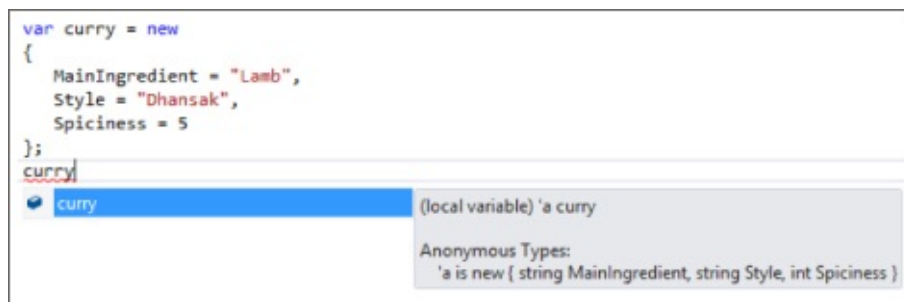 var curry = new
{
MainIngredient = "Lamb",
Style = "Dhansak",
Spiciness = 5
};
curry
curry
(local variable) 'a curry
Anonymous Types:
'a is new { string MainIngredient, string Style, int Spiciness }